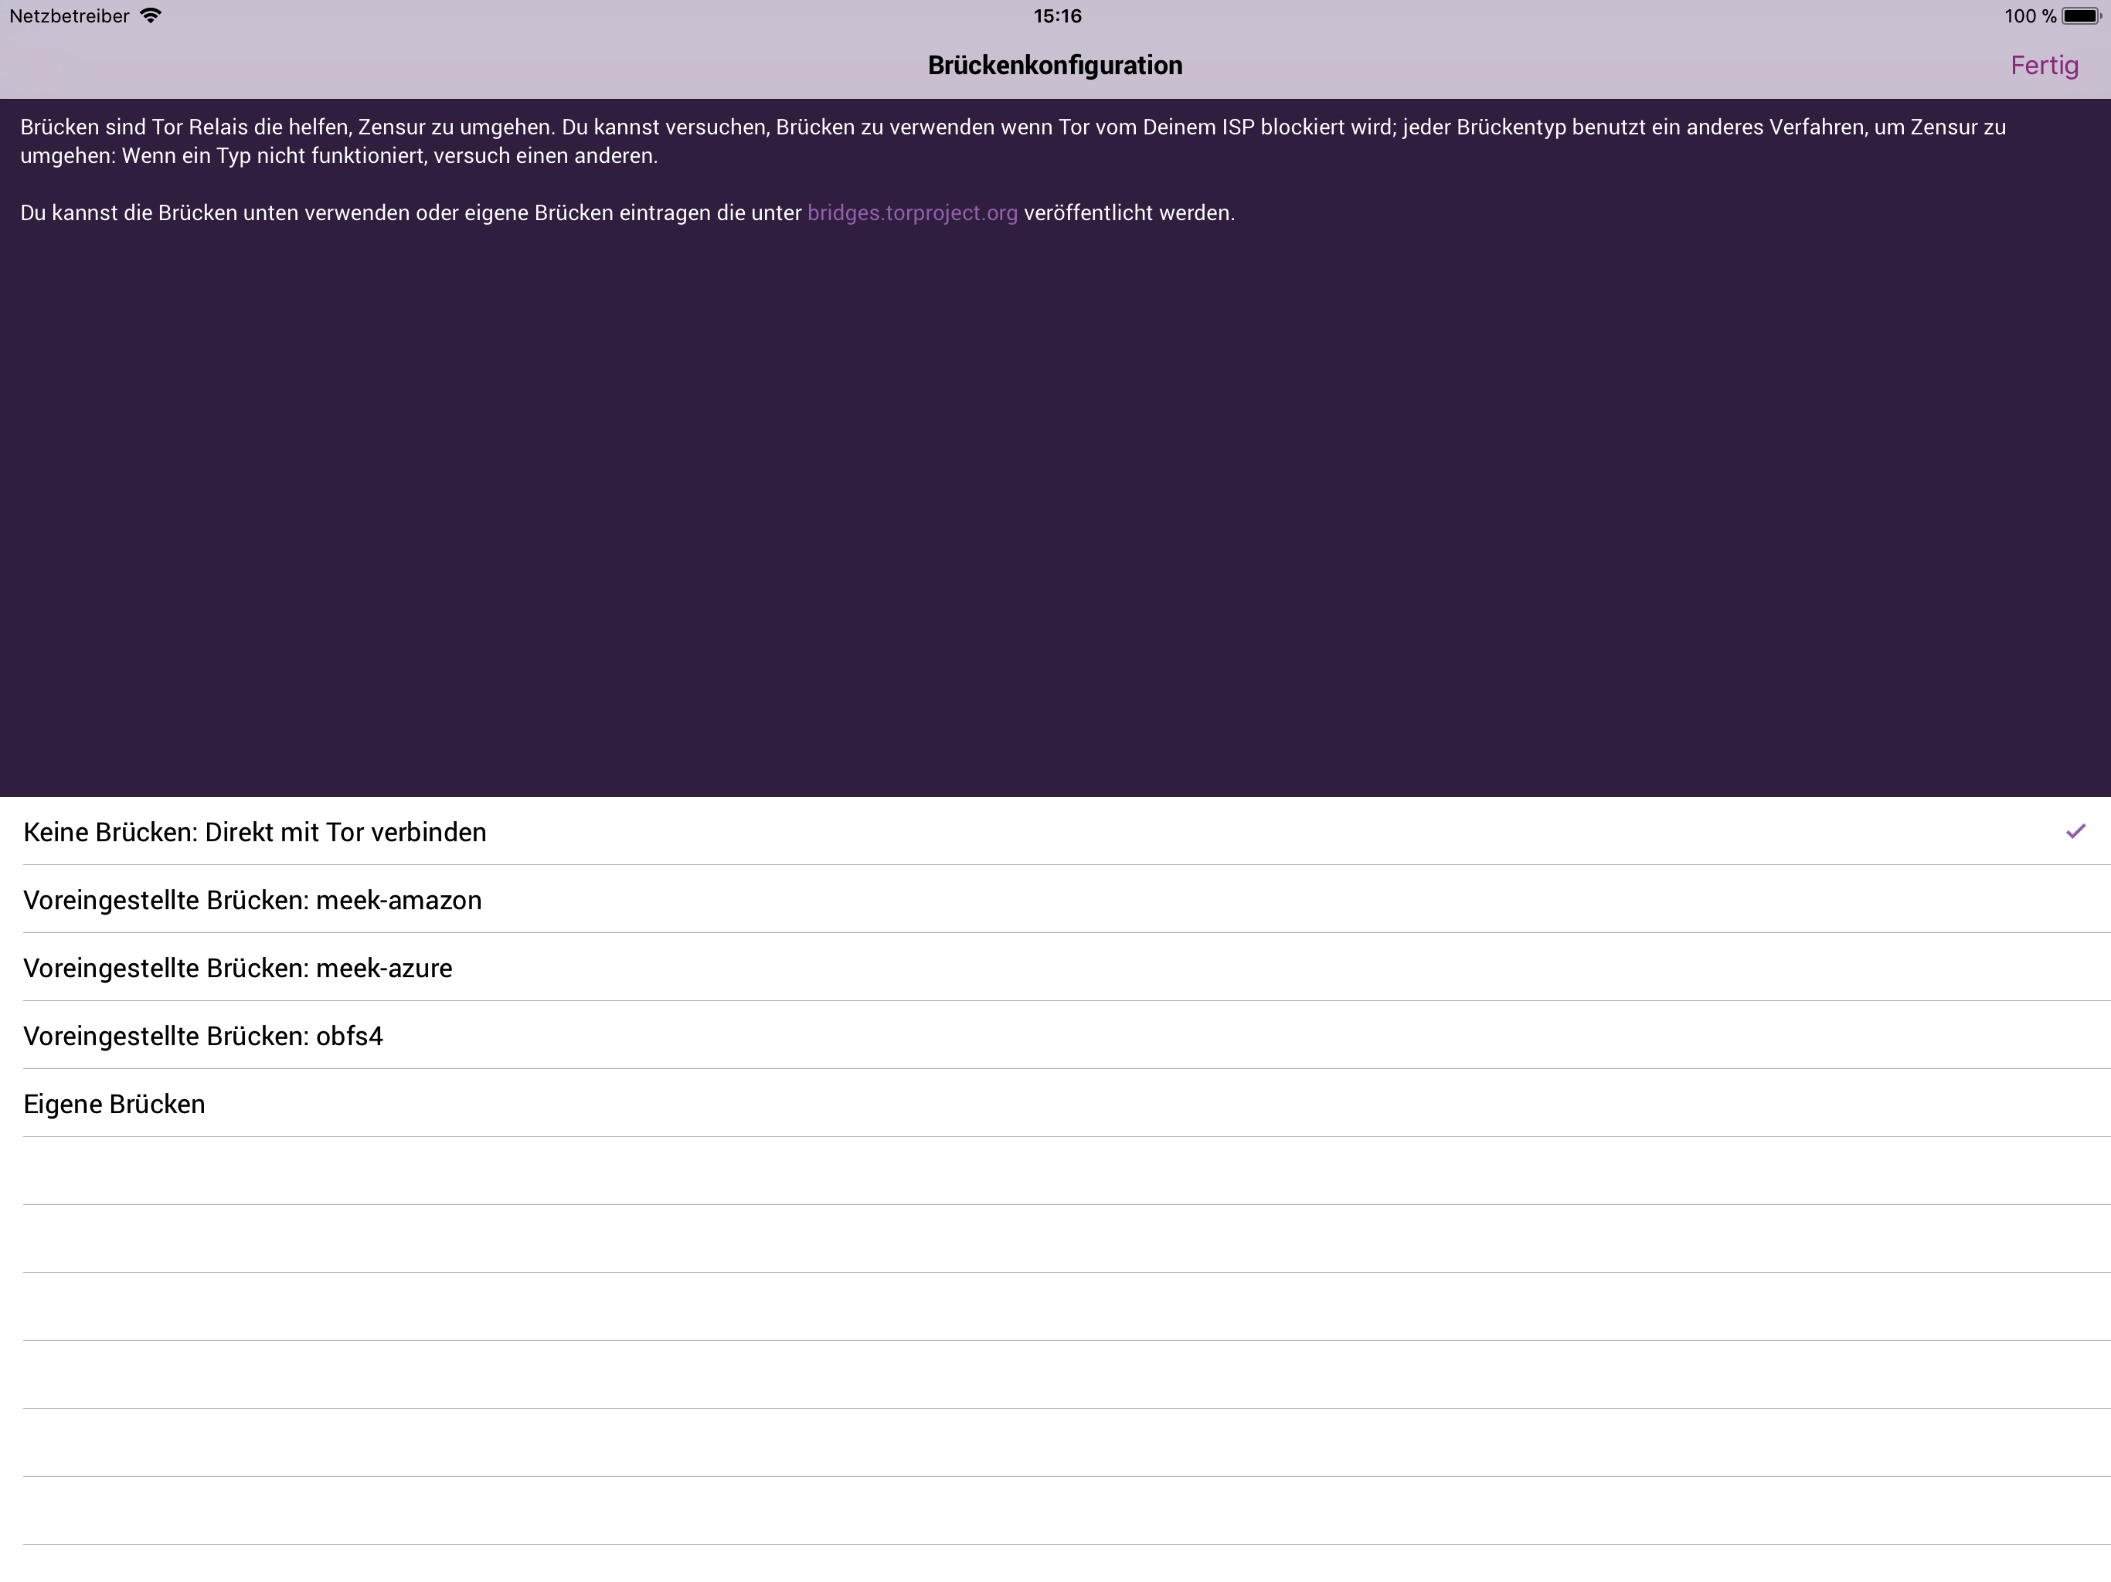 Netzbetreiber 15:16 100 %
Brückenkonfiguration Fertig
Brücken sind Tor Relais die helfen, Zensur zu umgehen. Du kannst versuchen, Brücken zu verwenden wenn Tor vom Deinem ISP blockiert wird; jeder Brückentyp benutzt ein anderes Verfahren, um Zensur zu
umgehen: Wenn ein Typ nicht funktioniert, versuch einen anderen.
Du kannst die Brücken unten verwenden oder eigene Brücken eintragen die unter bridges.torproject.org veröffentlicht werden.
Keine Brücken: Direkt mit Tor verbinden
Voreingestellte Brücken: meek-amazon
Voreingestellte Brücken: meek-azure
Voreingestellte Brücken: obfs4
Eigene Brücken